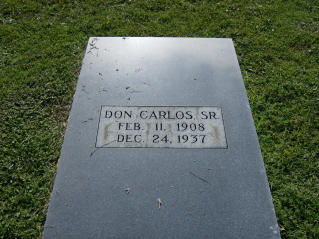 DON CARLOS SR.
FEB. 11. 1908
DEC. 24, 1937